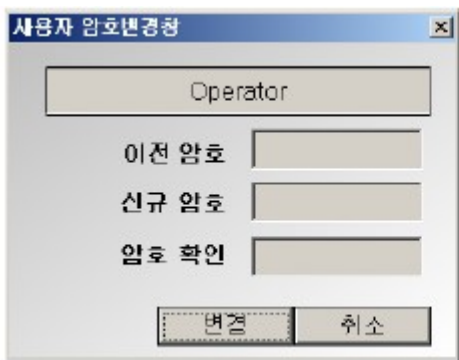 사용자 암호변경창
Operator
이전 암호
신규 암호
암호 확인
변경 취소